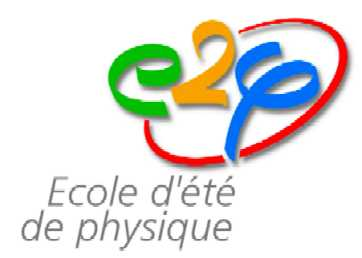 e2φ
Ecole d'été
de physique